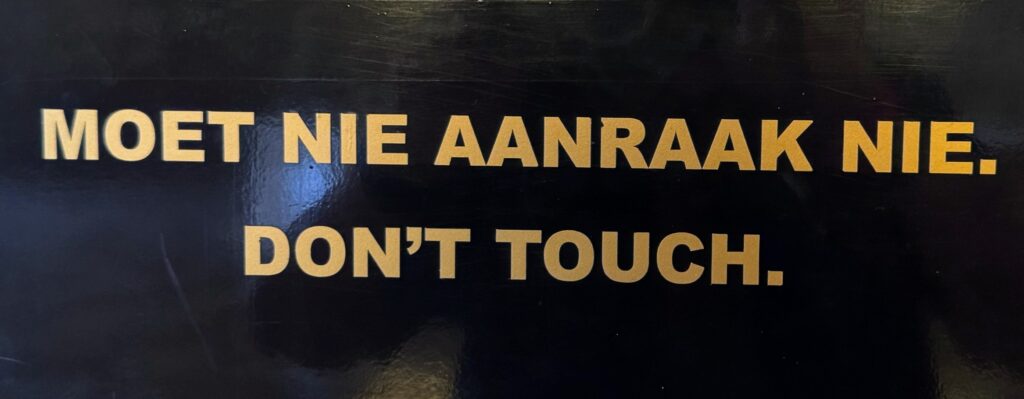 MOET NIE AANRAAK NIE.
DON’T TOUCH.